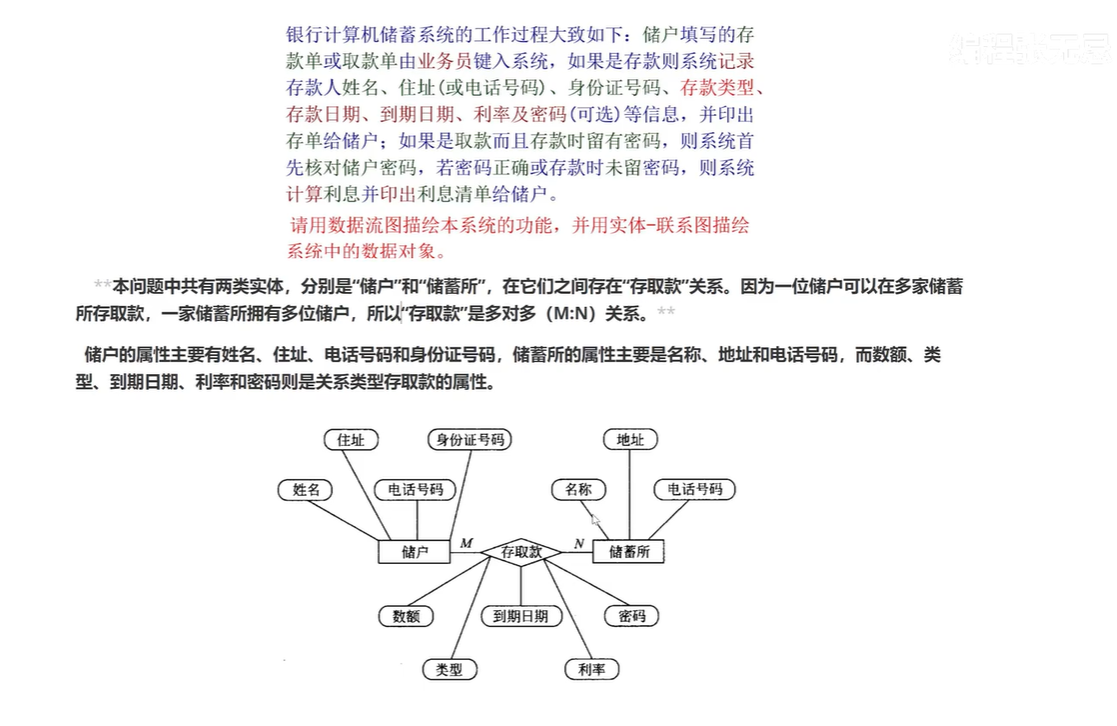 银行计算机储蓄系统的工作过程大致如下：储户填写的存
款单或取款单由业务员键入系统，如果是存款则系统记录
存款人姓名、住址(或电话号码)、身份证号码、存款类型、
存款日期、到期日期、利率及密码(可选)等信息，并印出
存单给储户；如果是取款而且存款时留有密码，则系统首
先核对储户密码，若密码正确或存款时未留密码，则系统
计算利息并印出利息清单给储户。
请用数据流图描绘本系统的功能，并用实体-联系图描绘
系统中的数据对象。
**本问题中共有两类实体，分别是“储户”和“储蓄所”，在它们之间存在“存取款”关系。因为一位储户可以在多家储蓄
所存取款，一家储蓄所拥有多位储户，所以“存取款”是多对多（M:N）关系。**
储户的属性主要有姓名、住址、电话号码和身份证号码，储蓄所的属性主要是名称、地址和电话号码，而数额、类
型、到期日期、利率和密码则是关系类型存取款的属性。
住址 身份证号码 地址
姓名 电话号码 名称 电话号码
储户 M 存取款 N 储蓄所
数额 到期日期 密码
类型 利率